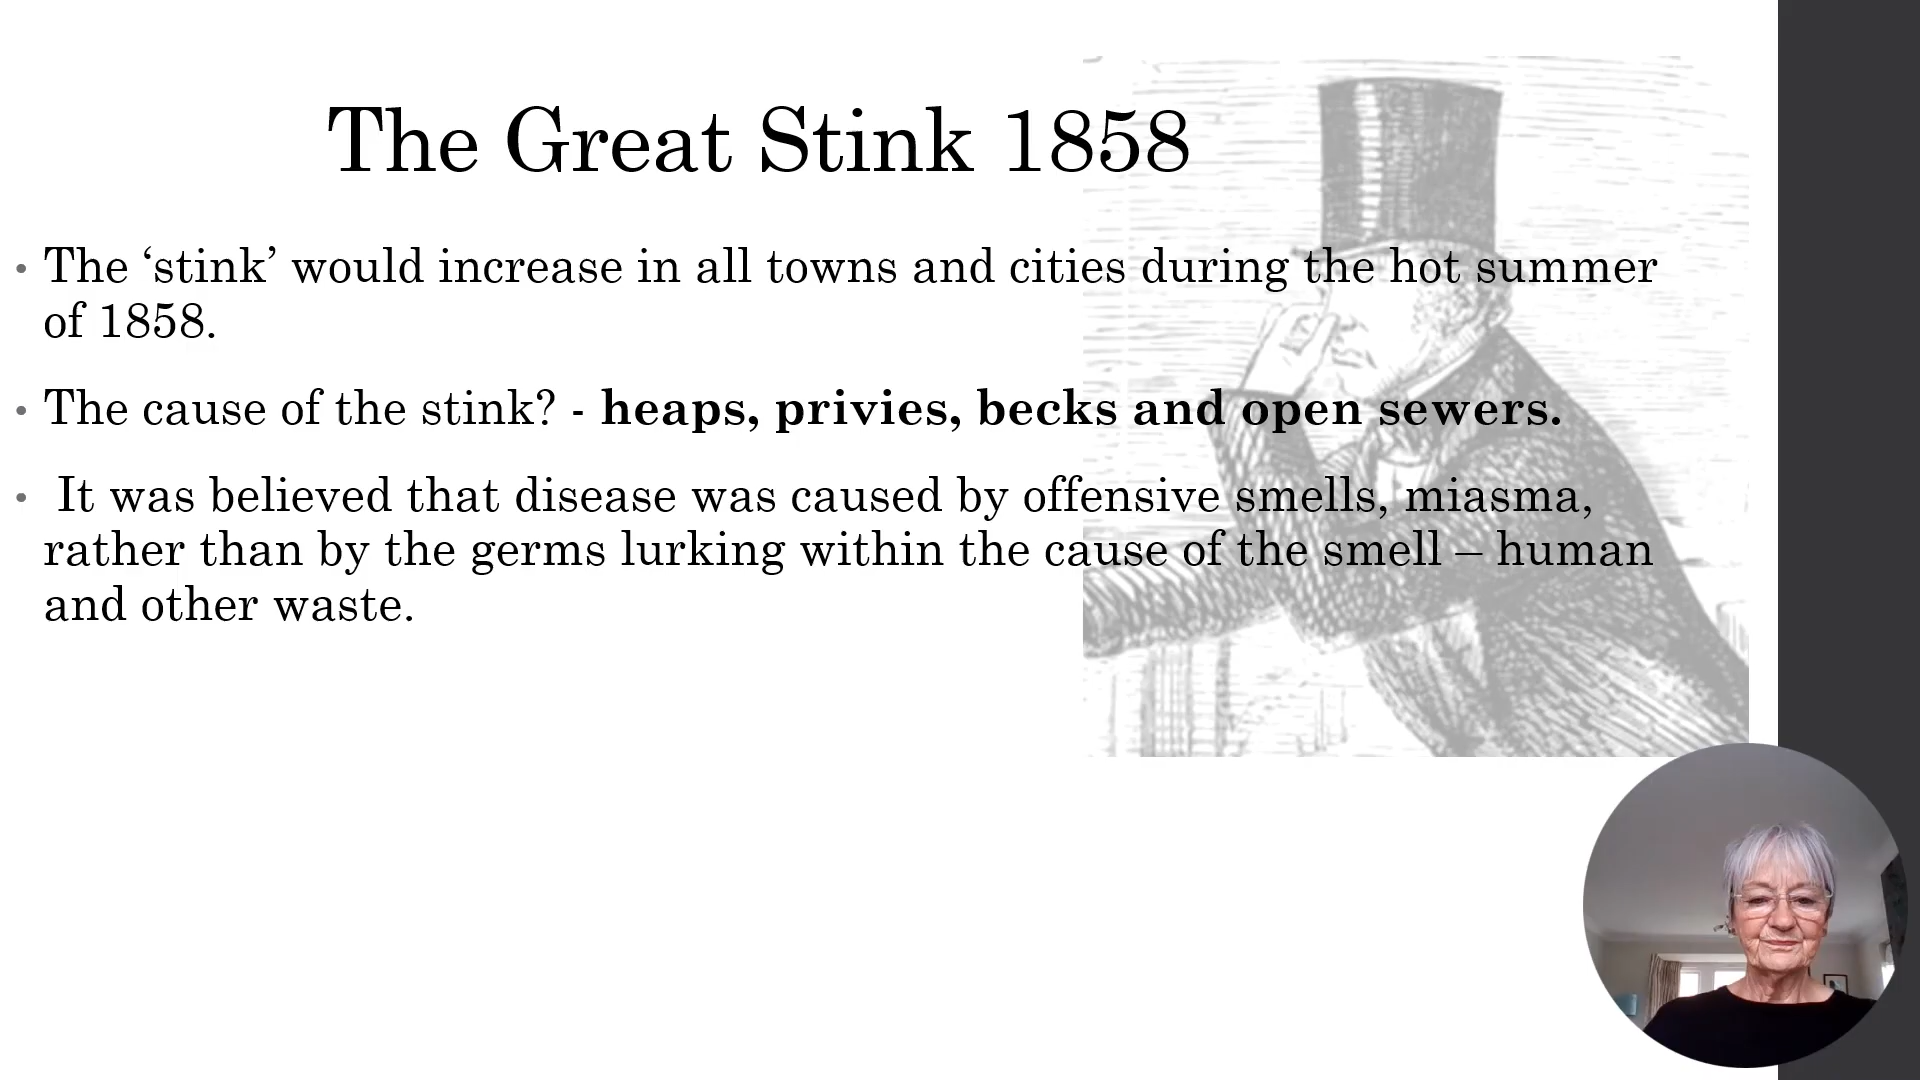 The Great Stink 1858
• The ‘stink’ would increase in all towns and cities during the hot summer
of 1858.
• The cause of the stink? - heaps, privies, becks and open sewers.
• It was believed that disease was caused by offensive smells, miasma,
rather than by the germs lurking within the cause of the smell – human
and other waste.